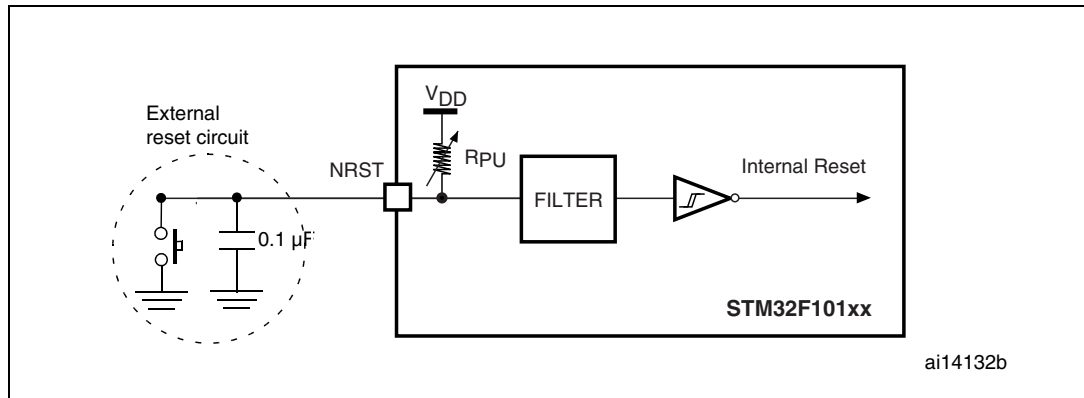 External
reset circuit
VDD
RPU
NRST
FILTER
Internal Reset
0.1 µF
STM32F101xx
ai14132b